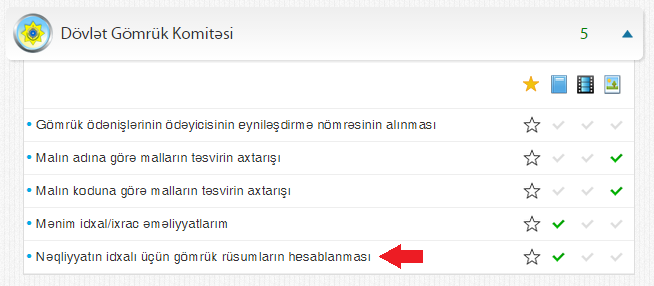 Dövlət Gömrük Komitəsi 5
Gömrük ödənişlərinin ödəyicisinin eyniləşdirmə nömrəsinin alınması
Malın adına görə malların təsvirin axtarışı
Malın koduna görə malların təsvirin axtarışı
Mənim idxal/ixrac əməliyyatlarım
Nəqliyyatın idxalı üçün gömrük rüsumların hesablanması